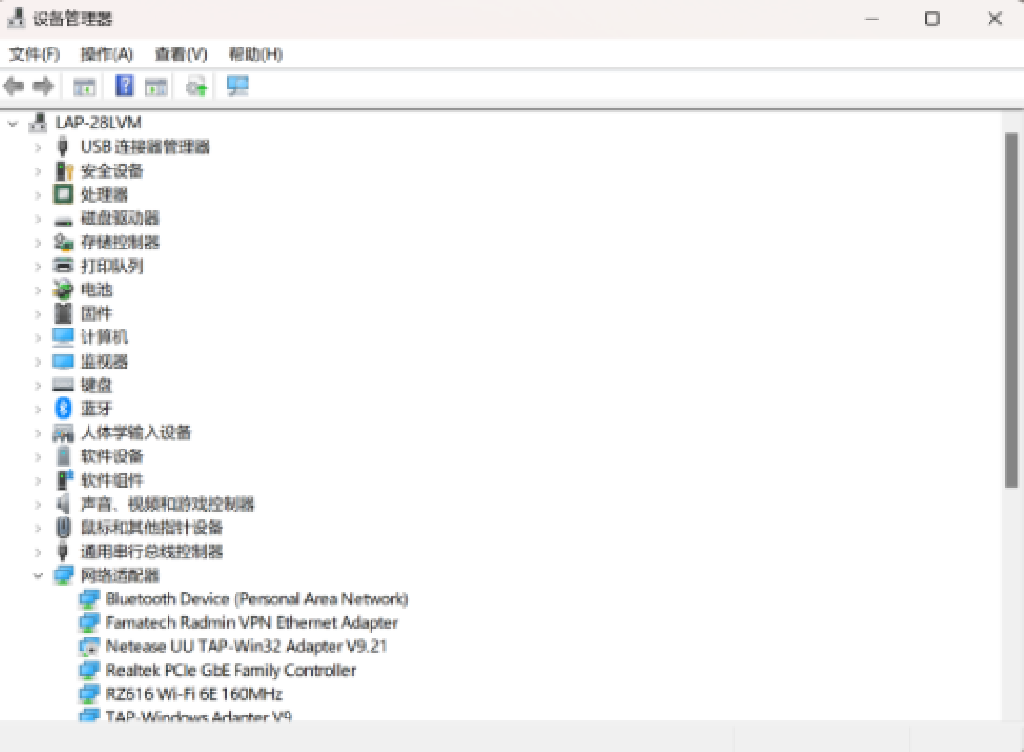 设备管理器
文件(F) 操作(A) 查看(V) 帮助(H)
LAP-28LVM
USB 连接器管理器
安全设备
处理器
磁盘驱动器
存储控制器
打印队列
电池
固件
计算机
监视器
键盘
蓝牙
人体学输入设备
软件设备
软件组件
声音、视频和游戏控制器
鼠标和其他指针设备
通用串行总线控制器
网络适配器
Bluetooth Device (Personal Area Network)
Famatech Radmin VPN Ethernet Adapter
Netease UU TAP-Win32 Adapter V9.21
Realtek PCIe GbE Family Controller
RZ616 Wi-Fi 6E 160MHz
TAP-Windows Adapter V9